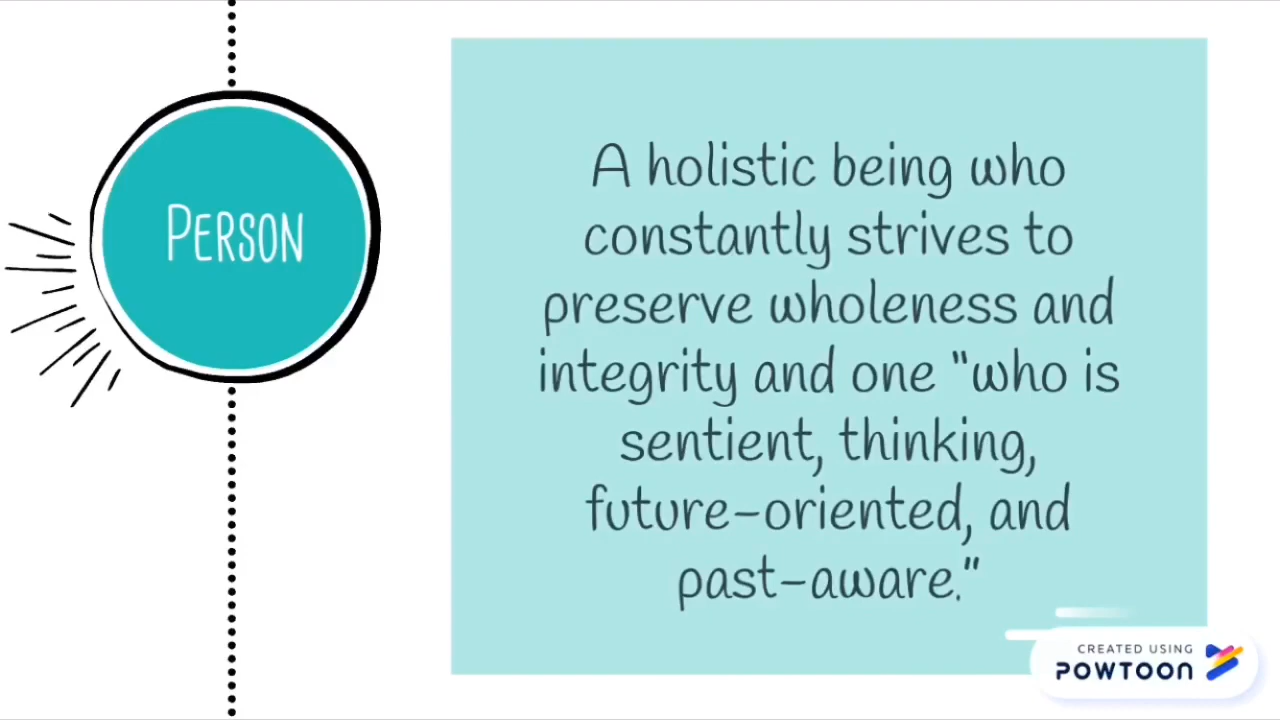 PERSON
A holistic being who
constantly strives to
preserve wholeness and
integrity and one "who is
sentient, thinking,
future-oriented, and
past-aware."
CREATED USING
POWTOON